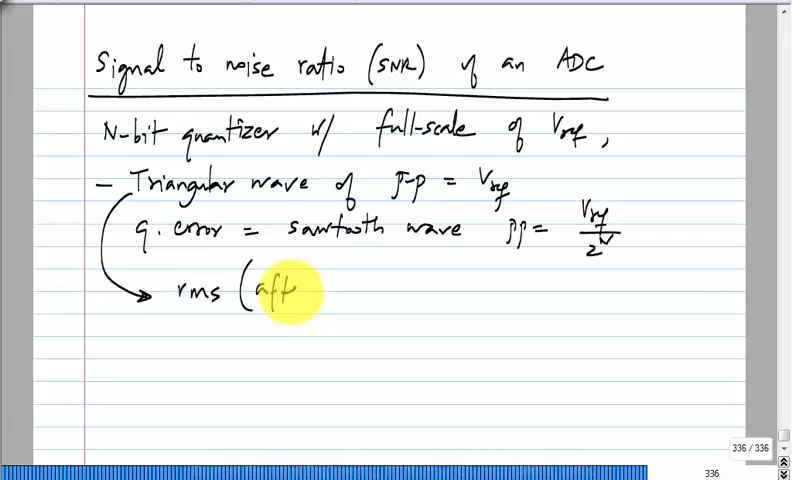 Signal to noise ratio (SNR) of an ADC
N-bit quantizer w/ full-scale of Vref,
- Triangular wave of p-p = Vref
q. error = sawtooth wave pp = Vref / 2^N
rms (aft
336 / 336
336